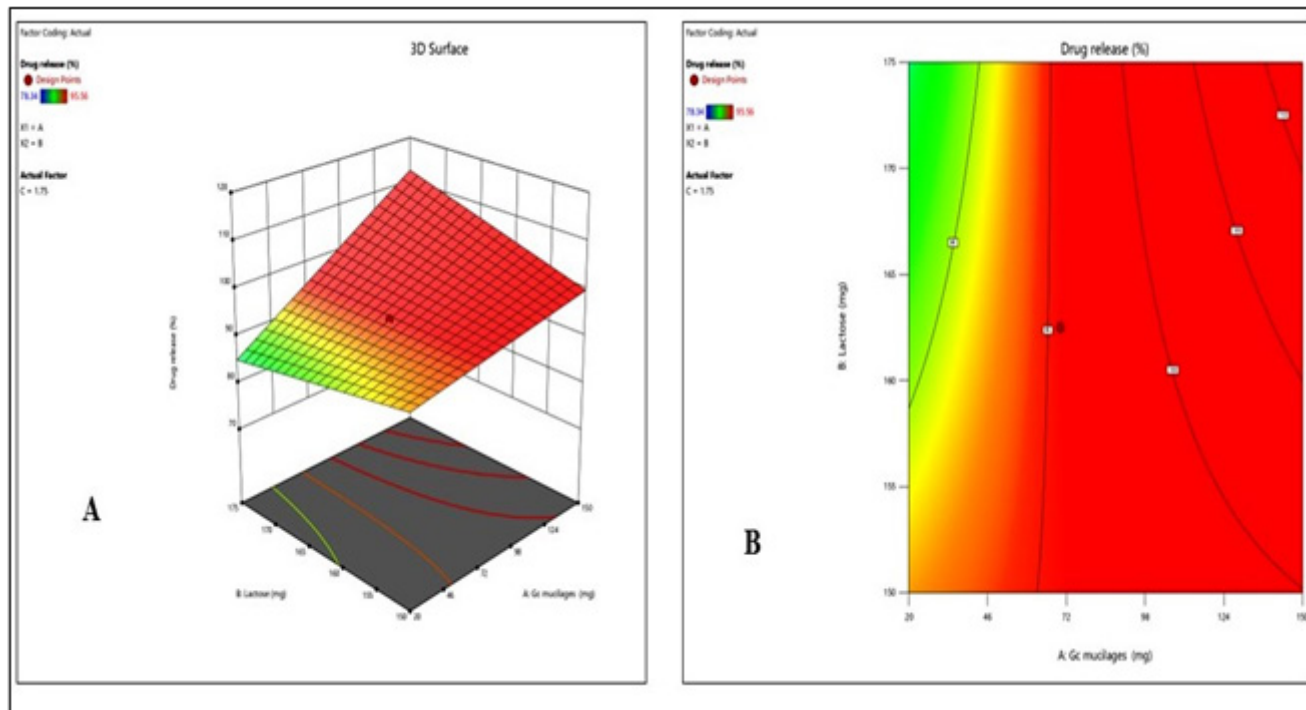 Factor Coding: Actual
3D Surface
Drug release (%)
Design Points
78.34 95.56
X1 = A
X2 = B
Actual Factor
C = 1.75
120
110
100
90
80
70
Drug release (%)
175
170
165
160
155
150
B: Lactose (mg)
20
46
72
98
124
150
A: Gc mucilages (mg)
A
Factor Coding: Actual
Drug release (%)
Drug release (%)
Design Points
78.34 95.56
X1 = A
X2 = B
Actual Factor
C = 1.75
175
170
165
160
155
150
B: Lactose (mg)
20 46 72 98 124 150
A: Gc mucilages (mg)
B